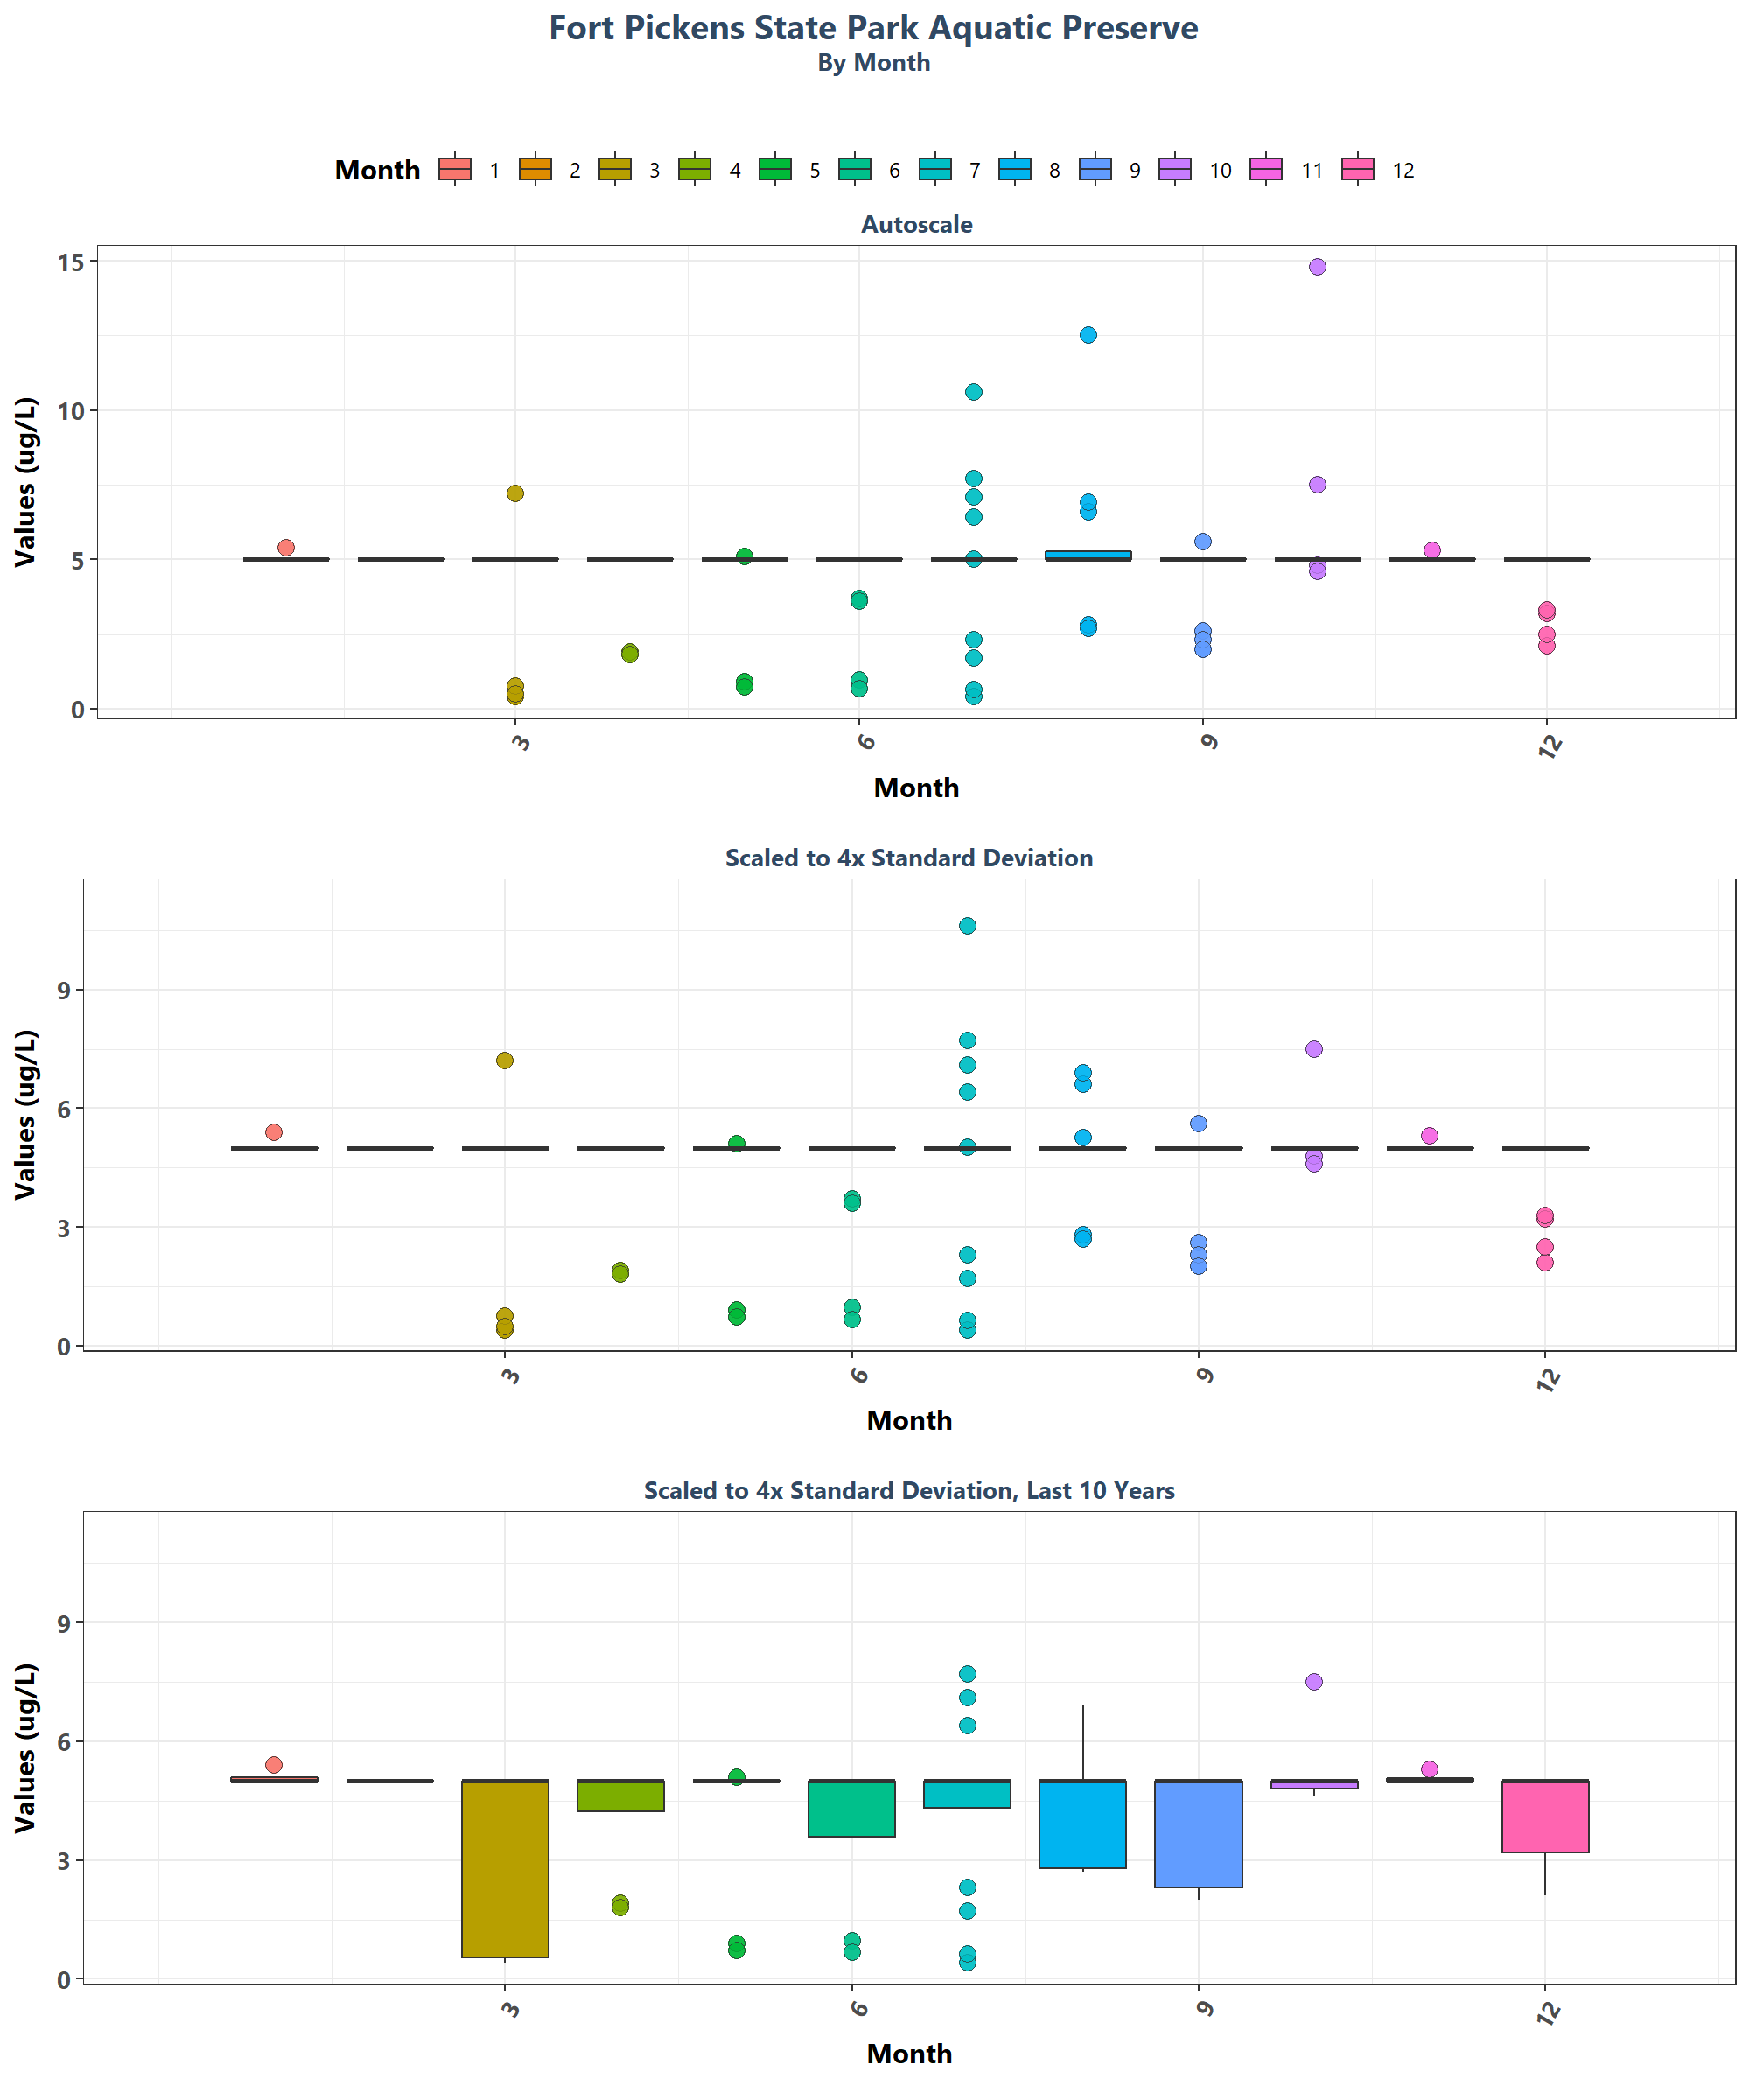 Fort Pickens State Park Aquatic Preserve
By Month
Month 1 2 3 4 5 6 7 8 9 10 11 12
Autoscale
Values (ug/L)
15
10
5
0
3 6 9 12
Month
Scaled to 4x Standard Deviation
Values (ug/L)
9
6
3
0
3 6 9 12
Month
Scaled to 4x Standard Deviation, Last 10 Years
Values (ug/L)
9
6
3
0
3 6 9 12
Month